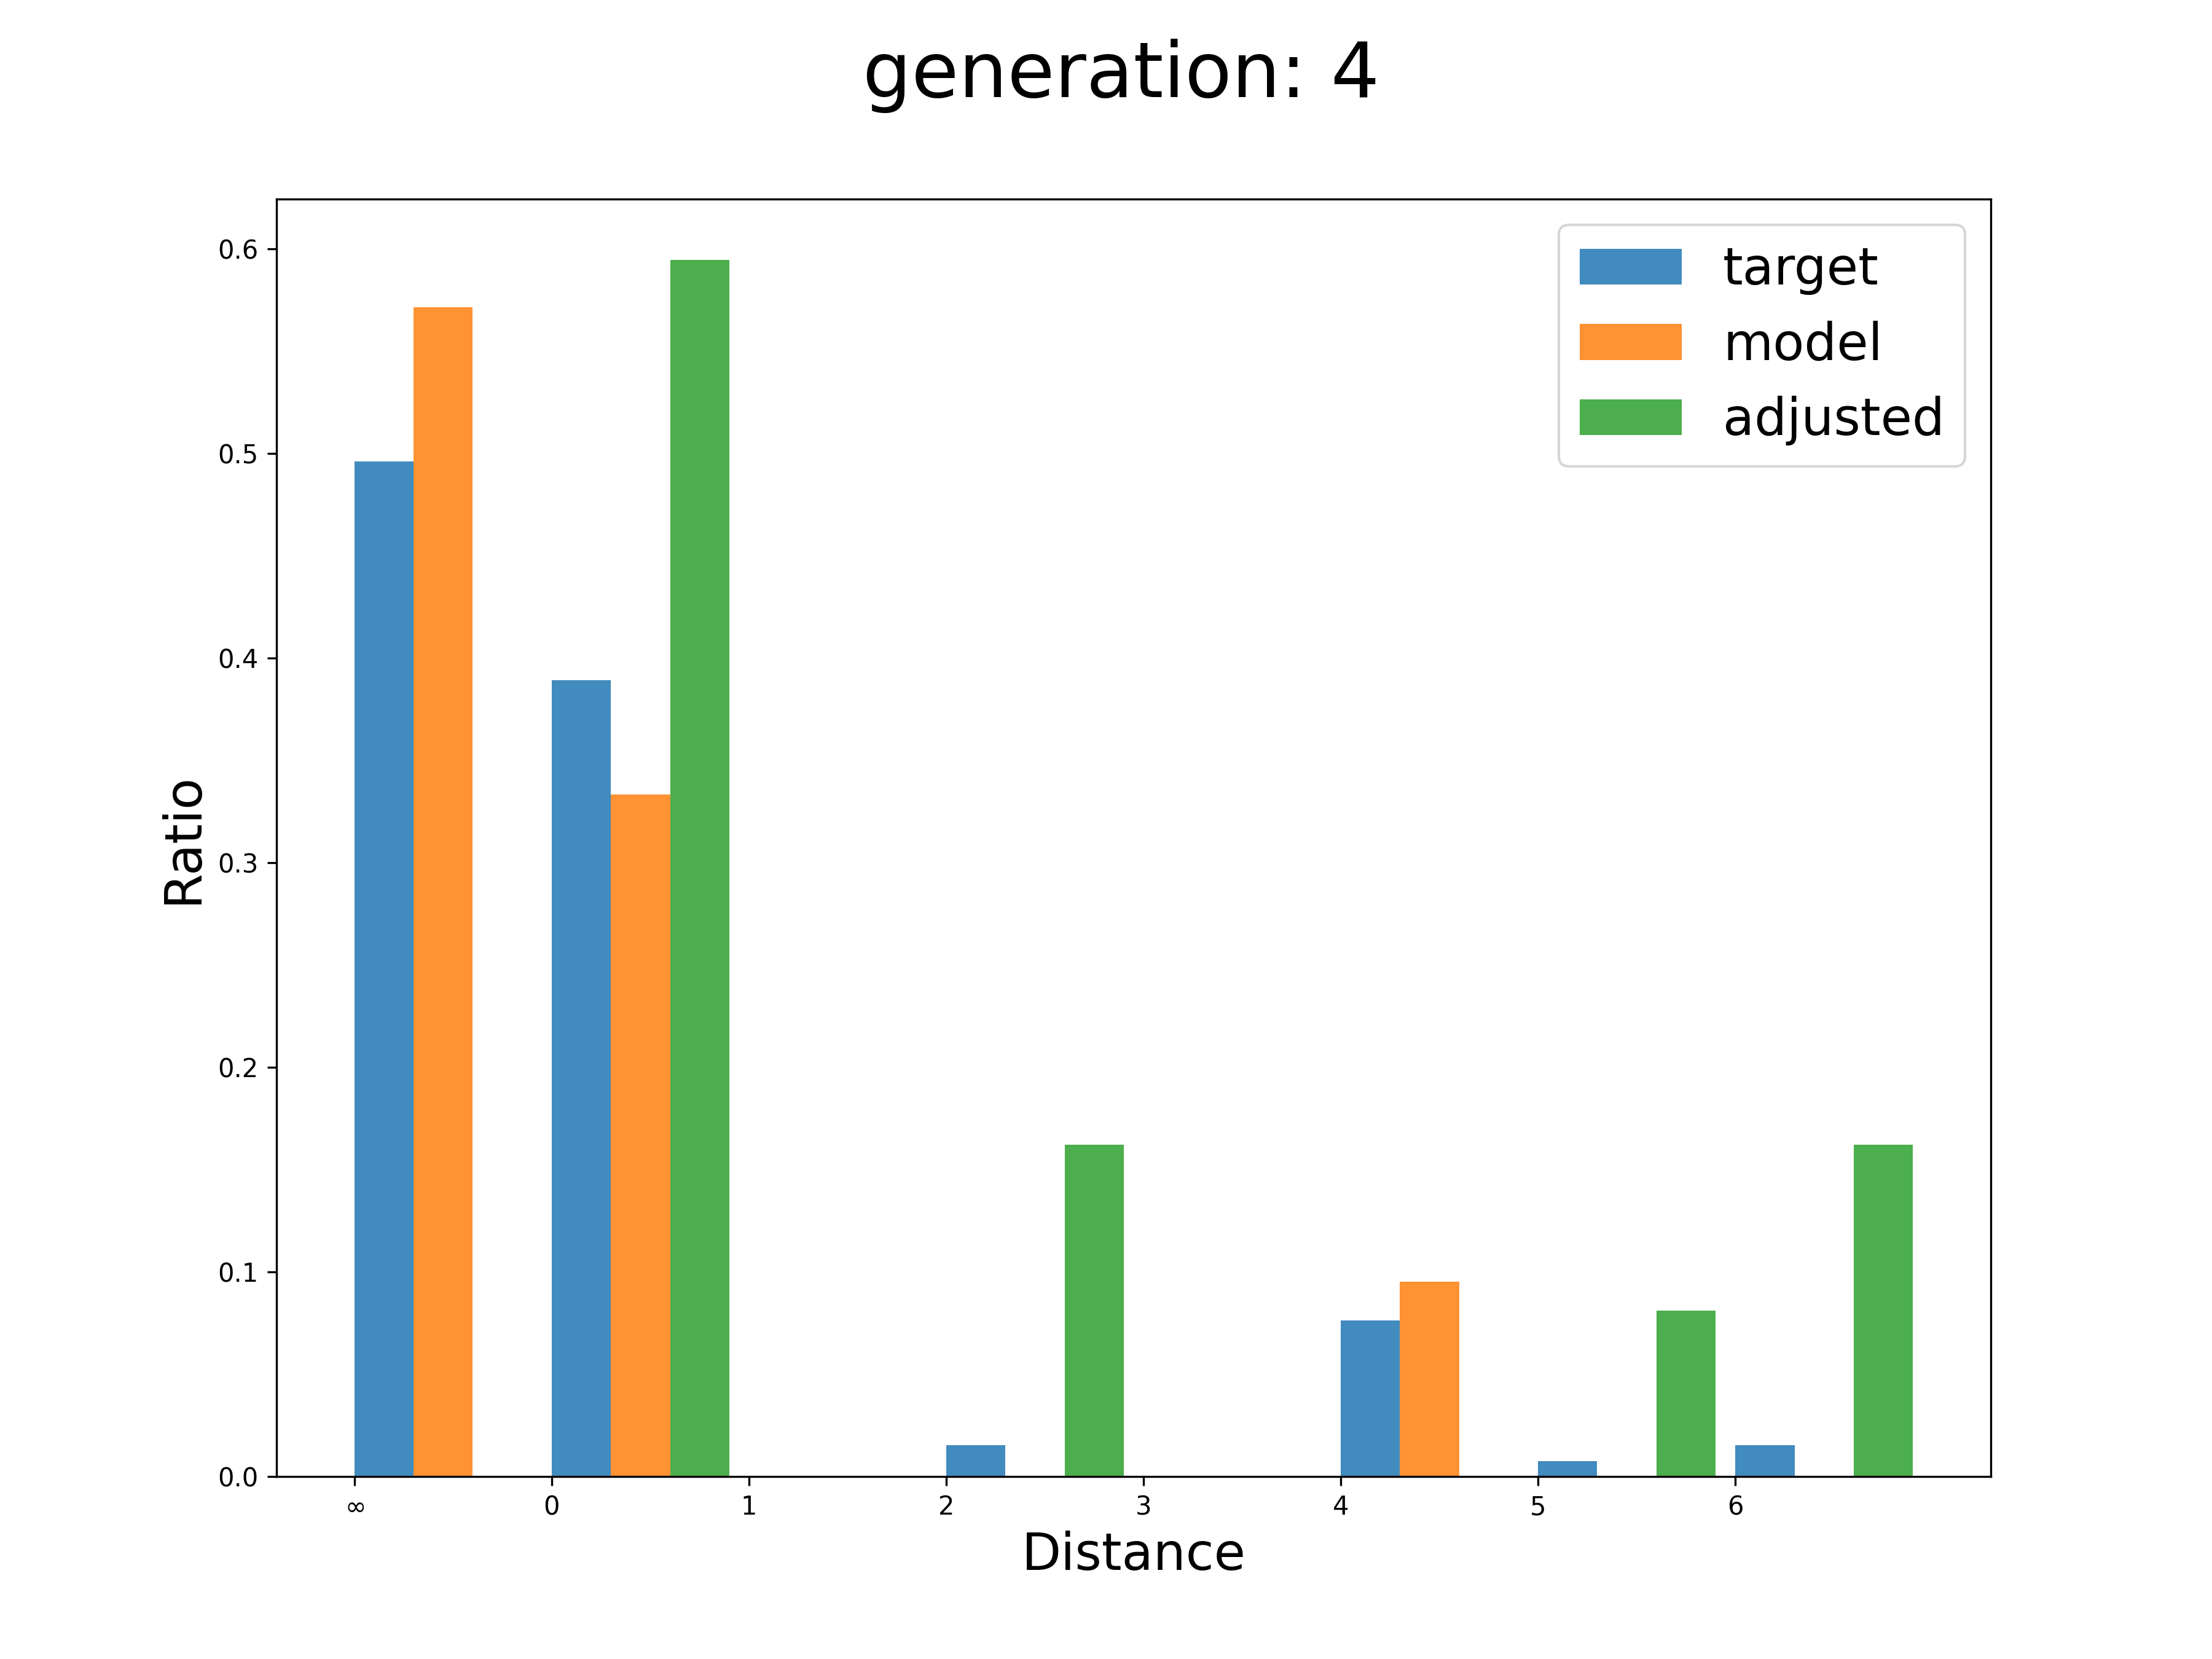 generation: 4
target
model
adjusted
Ratio
0.6
0.5
0.4
0.3
0.2
0.1
0.0
∞ 0 1 2 3 4 5 6
Distance